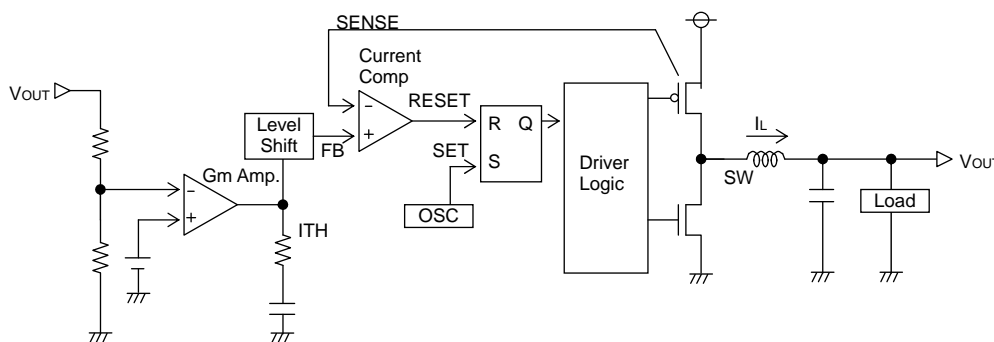 SENSE
Current
Comp
VOUT
RESET
Level
Shift
FB
R Q
S
SET
IL
VOUT
SW
Driver
Logic
Gm Amp.
OSC
Load
ITH